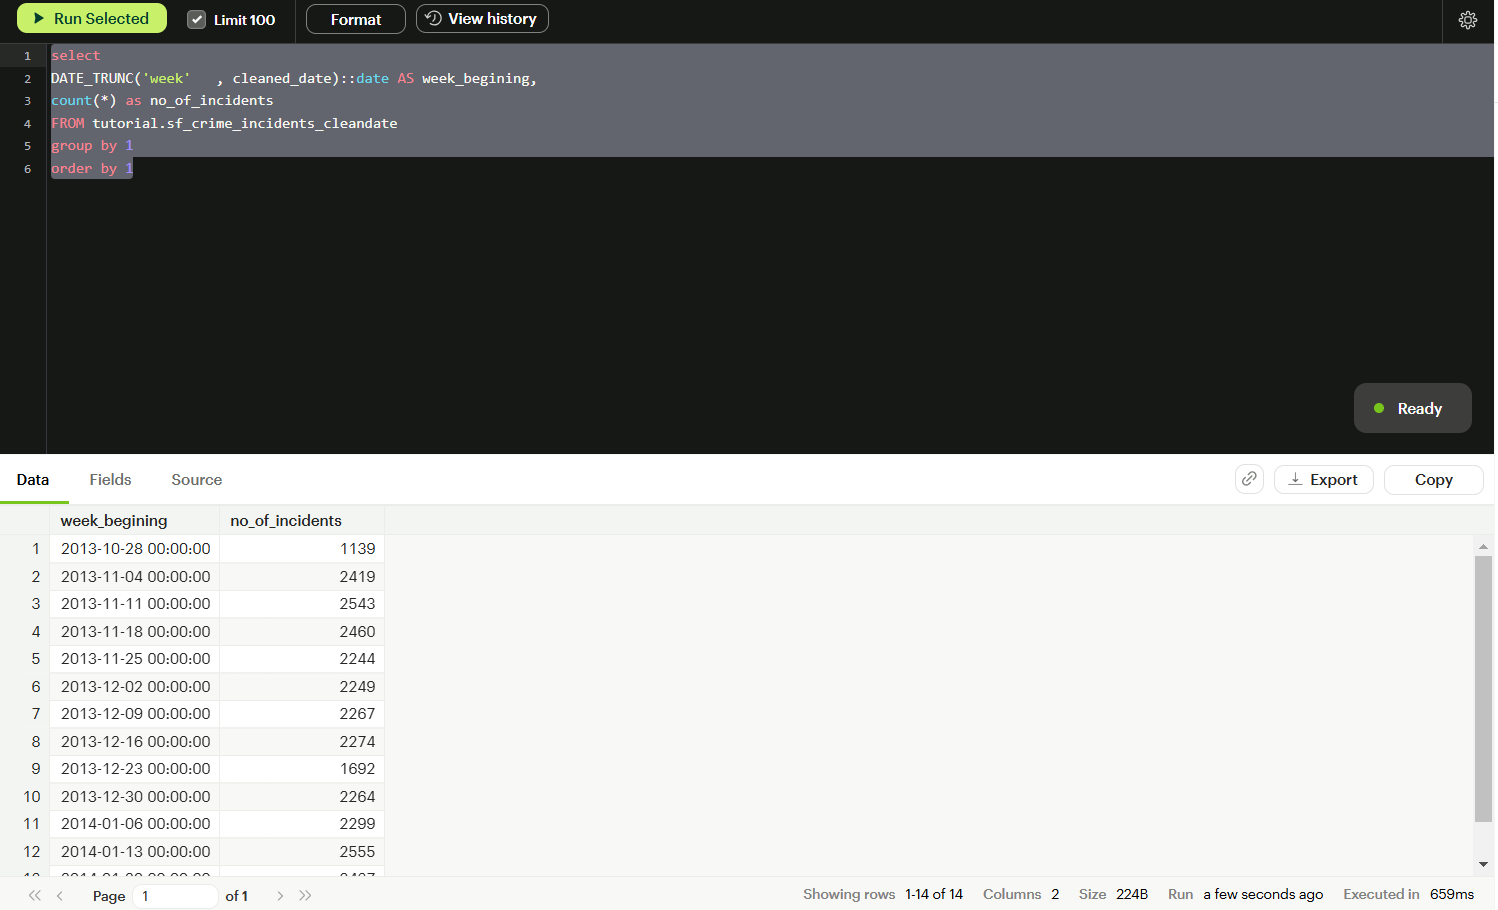 Run Selected Limit 100 Format View history
1 select
2 DATE_TRUNC('week'   , cleaned_date)::date AS week_begining,
3 count(*) as no_of_incidents
4 FROM tutorial.sf_crime_incidents_cleandate
5 group by 1
6 order by 1
Ready
Data Fields Source Export Copy
week_begining no_of_incidents
1 2013-10-28 00:00:00 1139
2 2013-11-04 00:00:00 2419
3 2013-11-11 00:00:00 2543
4 2013-11-18 00:00:00 2460
5 2013-11-25 00:00:00 2244
6 2013-12-02 00:00:00 2249
7 2013-12-09 00:00:00 2267
8 2013-12-16 00:00:00 2274
9 2013-12-23 00:00:00 1692
10 2013-12-30 00:00:00 2264
11 2014-01-06 00:00:00 2299
12 2014-01-13 00:00:00 2555
Page 1 of 1 Showing rows 1-14 of 14 Columns 2 Size 224B Run a few seconds ago Executed in 659ms